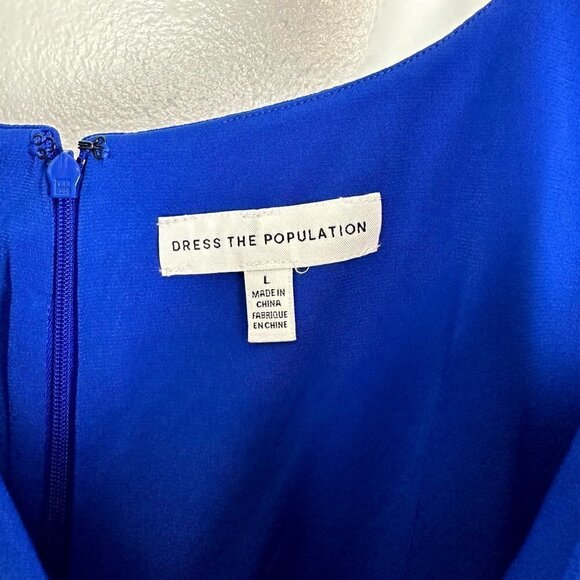 DRESS THE POPULATION
L
MADE IN
CHINA
FABRIQUE
EN CHINE